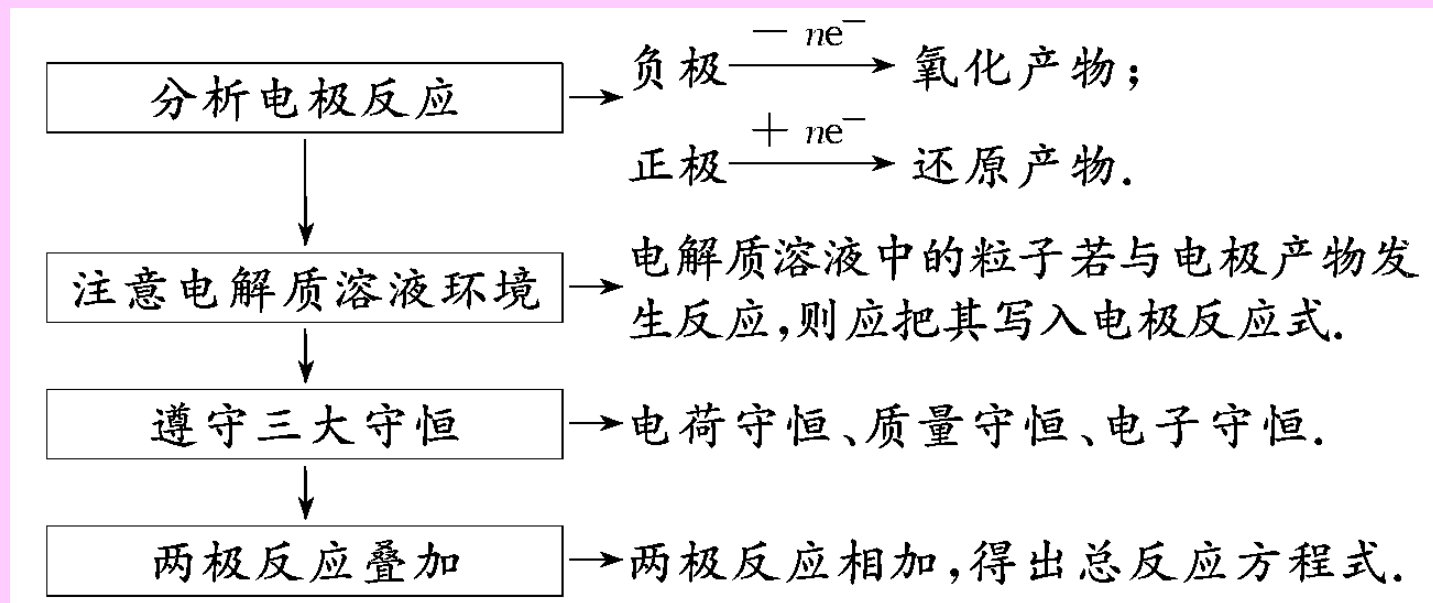 分析电极反应
负极 — ne⁻ → 氧化产物;
正极 + ne⁻ → 还原产物.
注意电解质溶液环境
电解质溶液中的粒子若与电极产物发
生反应,则应把其写入电极反应式.
遵守三大守恒
电荷守恒、质量守恒、电子守恒.
两极反应叠加
两极反应相加,得出总反应方程式.